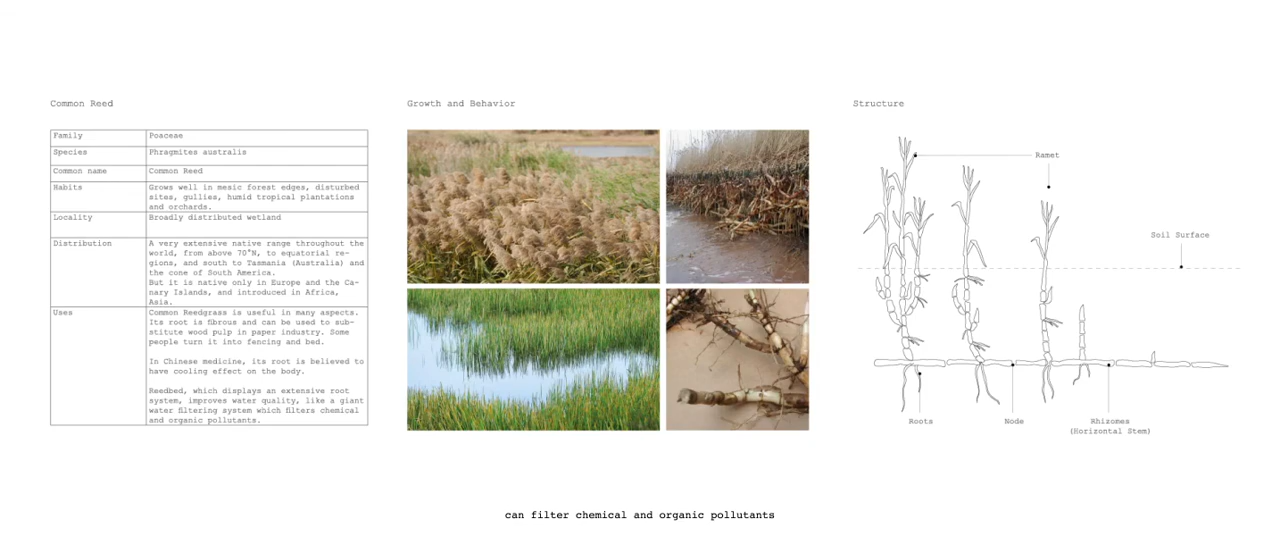 Common Reed
Growth and Behavior
Structure
Family
Poaceae
Species
Phragmites australis
Common name
Common Reed
Habits
Grows well in mesic forest edges, disturbed
sites, gullies, humid tropical plantations
and orchards.
Locality
Broadly distributed wetland
Distribution
A very extensive native range throughout the
world, from above 70°N, to equatorial re-
gions, and south to Tasmania (Australia) and
the cone of South America.
But it is native only in Europe and the Ca-
nary Islands, and introduced in Africa,
Asia.
Uses
Common Reedgrass is useful in many aspects.
Its root is fibrous and can be used to sub-
stitute wood pulp in paper industry. Some
people turn it into fencing and bed.
In Chinese medicine, its root is believed to
have cooling effect on the body.
Reedbed, which displays an extensive root
system, improves water quality, like a giant
water filtering system which filters chemical
and organic pollutants.
Ramet
Soil Surface
Roots
Node
Rhizomes
(Horizontal Stem)
can filter chemical and organic pollutants